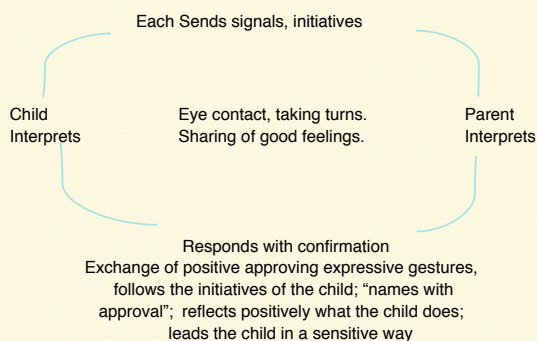 Each Sends signals, initiatives
Child
Interprets
Eye contact, taking turns.
Sharing of good feelings.
Parent
Interprets
Responds with confirmation
Exchange of positive approving expressive gestures,
follows the initiatives of the child; “names with
approval”; reflects positively what the child does;
leads the child in a sensitive way